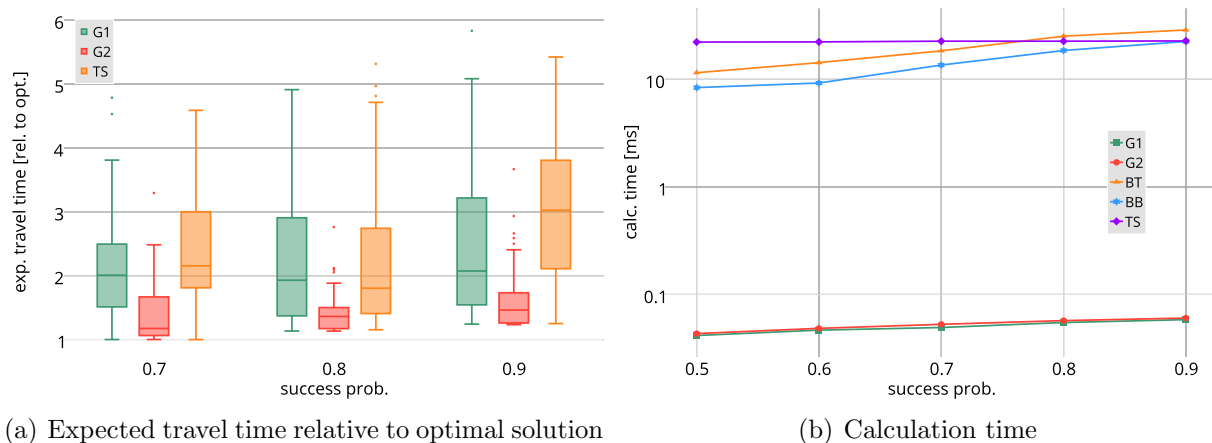 6
5
4
3
2
1
exp. travel time [rel. to opt.]
G1
G2
TS
0.7
0.8
0.9
success prob.
(a) Expected travel time relative to optimal solution
10
1
0.1
calc. time [ms]
G1
G2
BT
BB
TS
0.5
0.6
0.7
0.8
0.9
success prob.
(b) Calculation time